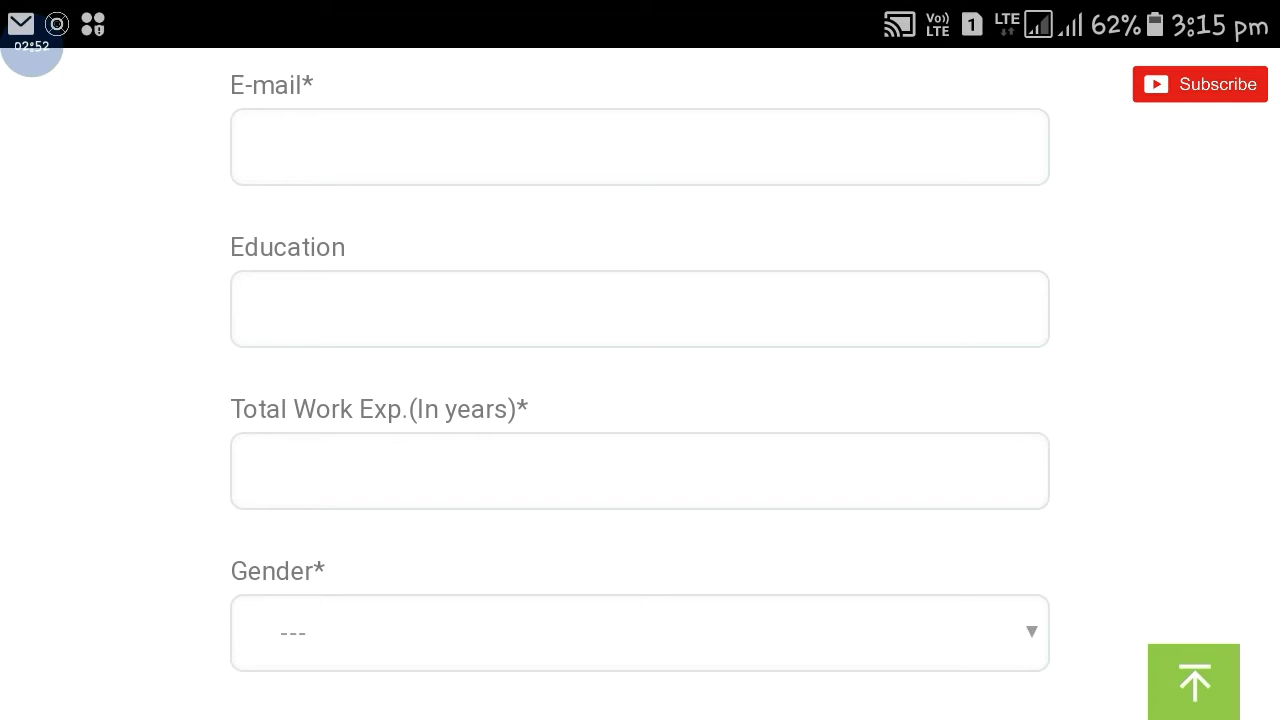 02:52
Vo))
LTE
1
LTE
62%
3:15 pm
Subscribe
E-mail*
Education
Total Work Exp.(In years)*
Gender*
---